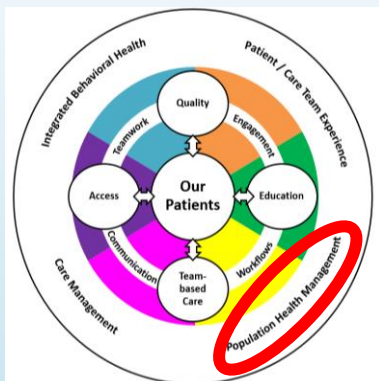 Integrated Behavioral Health
Patient / Care Team Experience
Quality
Teamwork
Engagement
Access
Our
Patients
Education
Communication
Workflows
Team-
based
Care
Care Management
Population Health Management